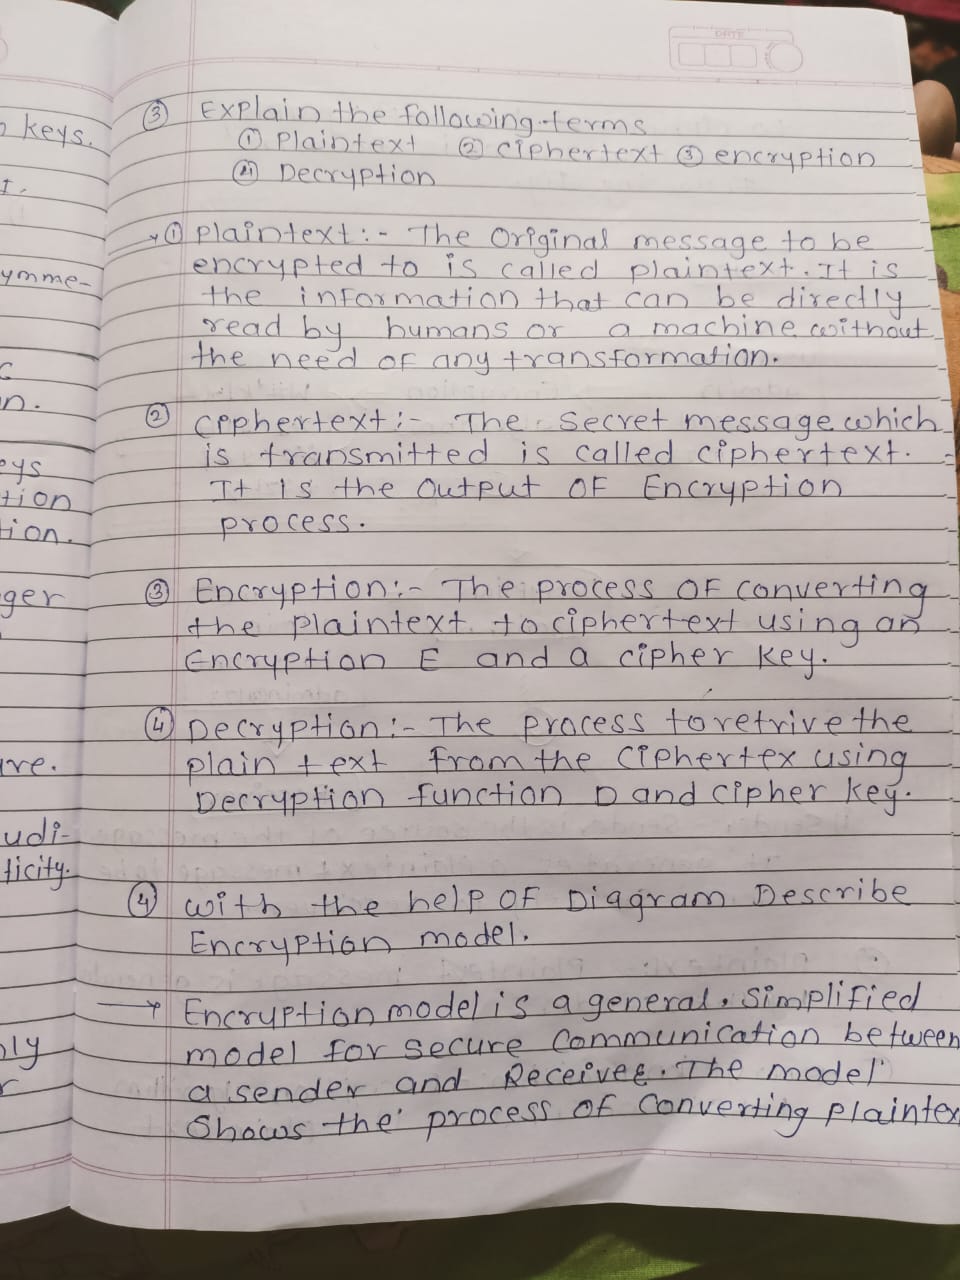 DATE
③ Explain the following terms
① Plaintext ② ciphertext ③ encryption
④ Decryption
① plaintext:- The Original message to be
encrypted to is called plaintext. It is
the information that can be directly
read by humans or a machine without
the need of any transformation.
② ciphertext:- The Secret message which
is transmitted is called ciphertext.
It is the output of Encryption
process.
③ Encryption:- The process of converting
the plaintext to ciphertext using an
Encryption E and a cipher key.
④ Decryption:- The process to retrive the
plain text from the Ciphertex using
Decryption function D and cipher key.
④ with the help of Diagram Describe
Encryption model.
→ Encryption model is a general. Simplified
model for secure Communication between
a sender and Receivee. The model
Shows the process of Converting plaintex
keys.
ymme-
n.
eys
tion
tion.
ger
ure.
udi-
ticity.
nly